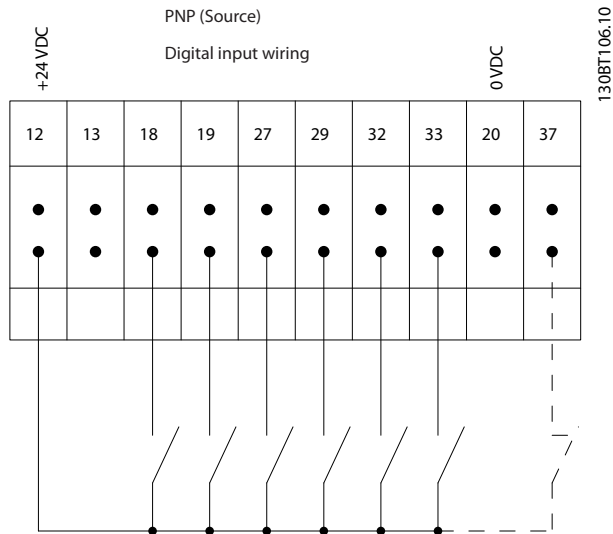 PNP (Source)
Digital input wiring
+24 VDC
0 VDC
130BT106.10
12 13 18 19 27 29 32 33 20 37